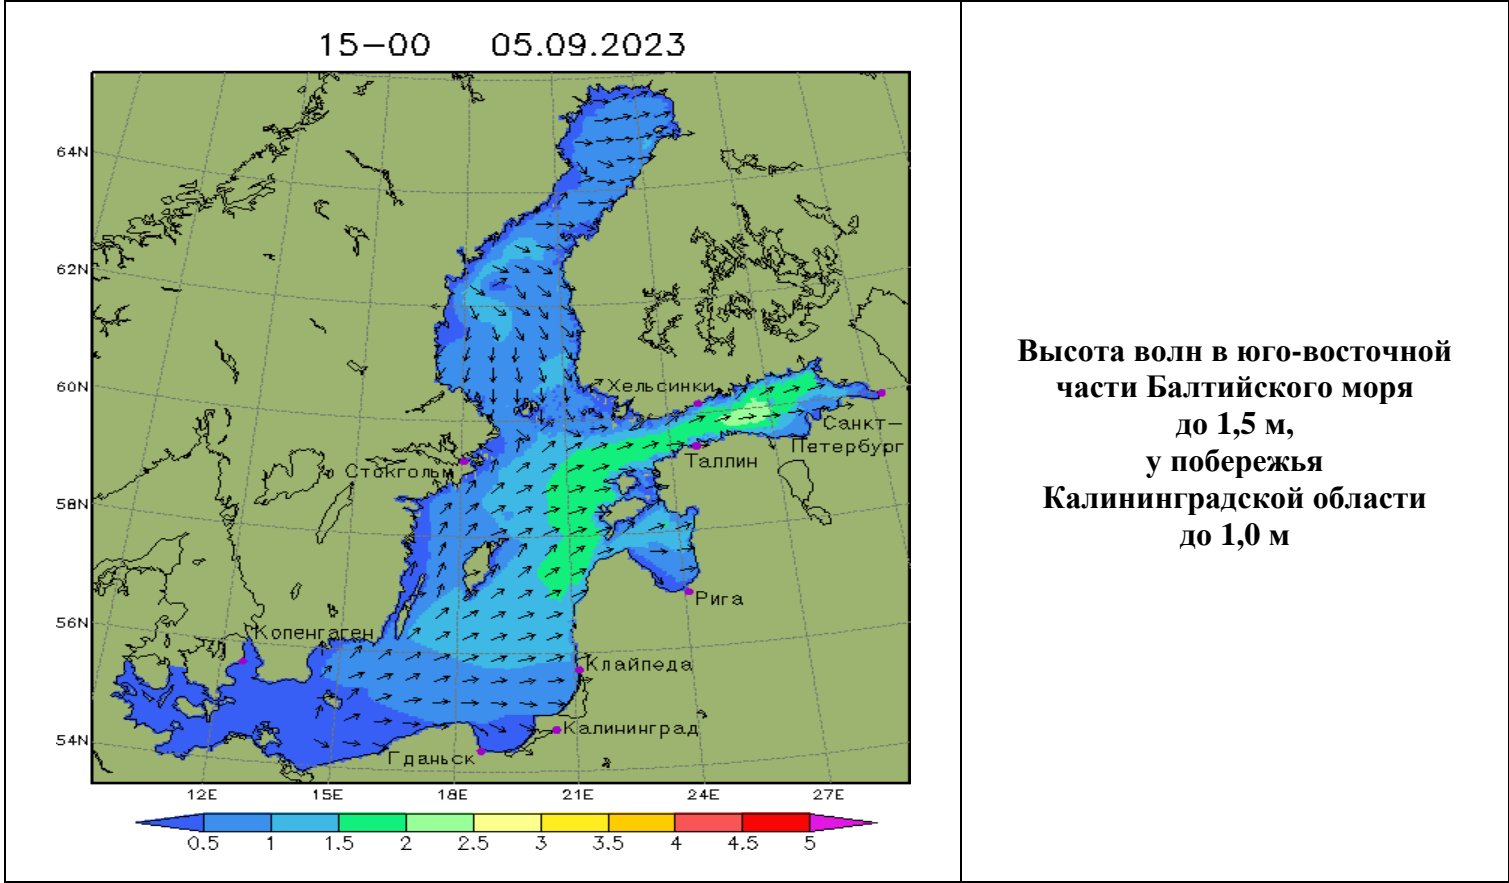 15-00 05.09.2023
64N
62N
Хельсинки
60N
Санкт-
Петербург
Таллин
Стокгольм
58N
Рига
56N
Копенгаген
Клайпеда
Калининград
54N
Гданьск
12E 15E 18E 21E 24E 27E
0.5 1 1.5 2 2.5 3 3.5 4 4.5 5
Высота волн в юго-восточной
части Балтийского моря
до 1,5 м,
у побережья
Калининградской области
до 1,0 м